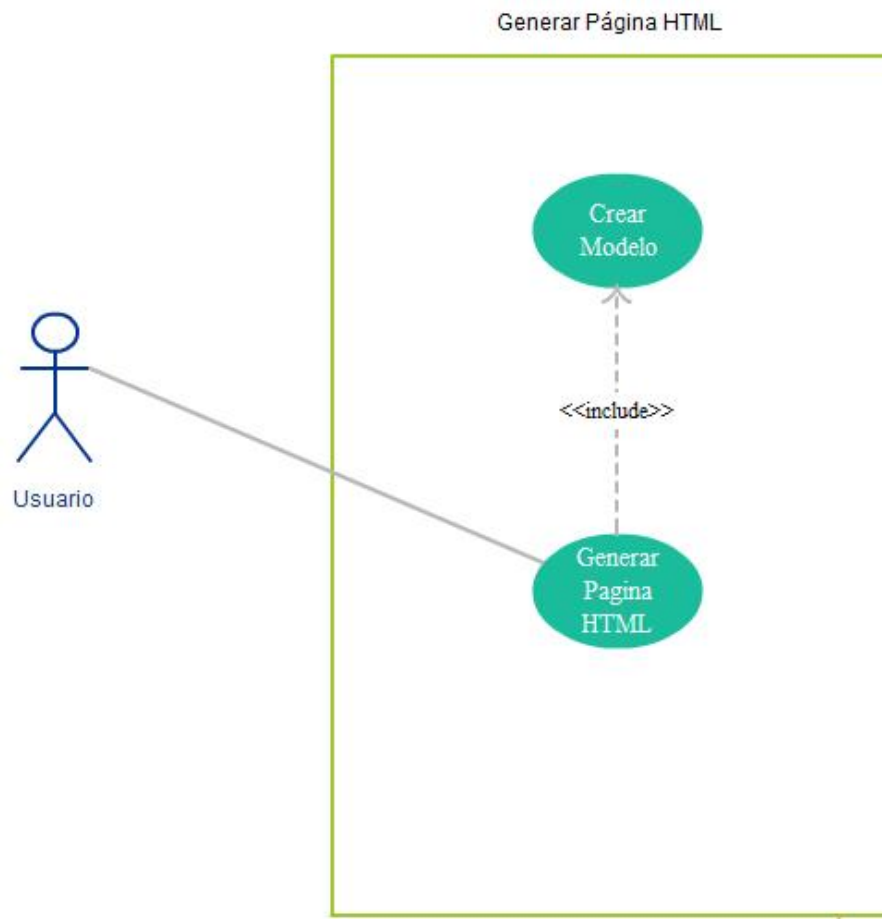 Generar Página HTML
Crear
Modelo
<<include>>
Usuario
Generar
Pagina
HTML